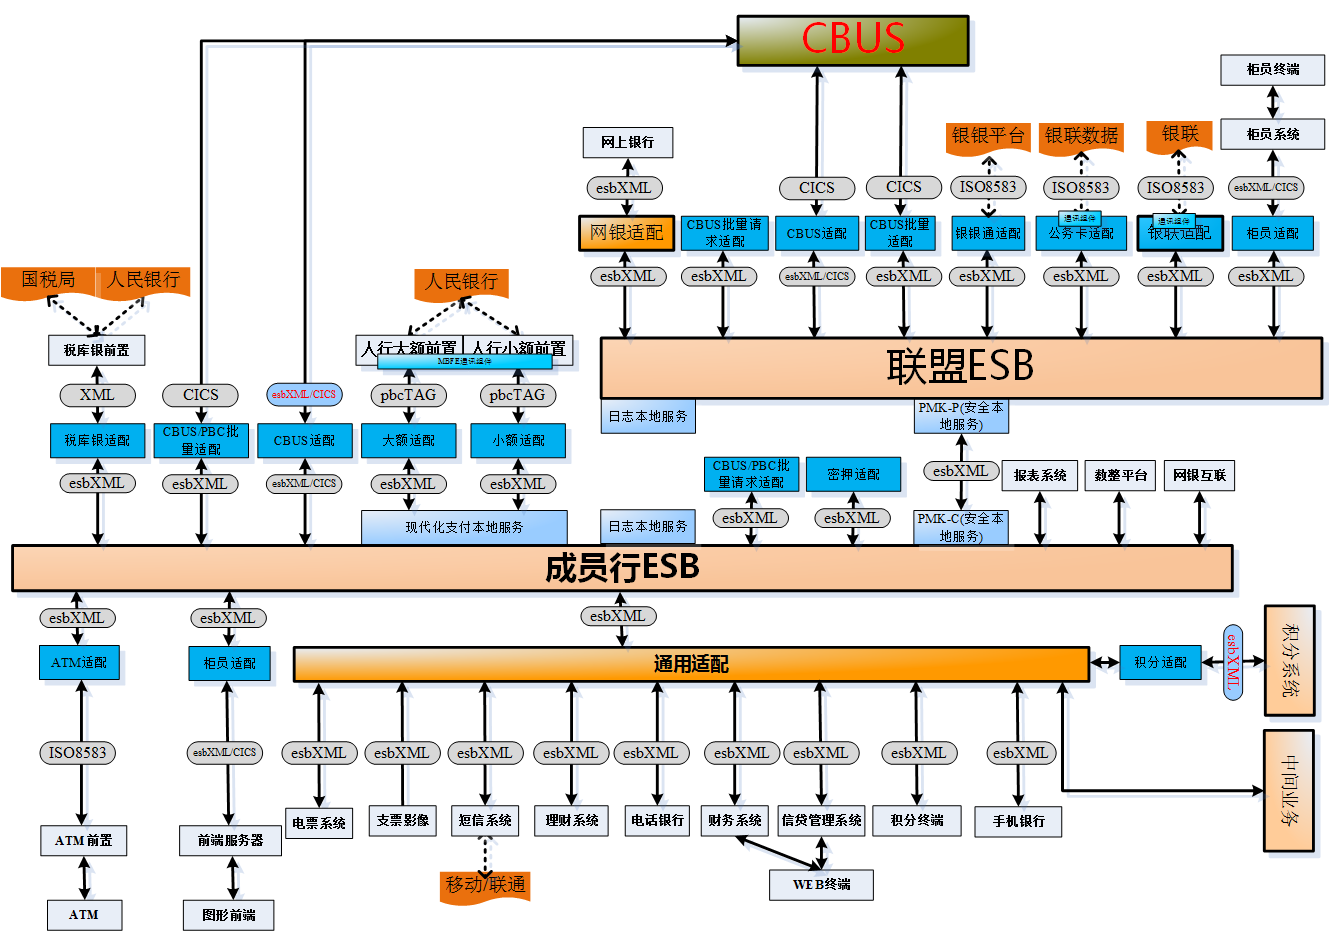 CBUS
柜员终端
网上银行
银银平台
银联数据
银联
柜员系统
esbXML
CICS
CICS
ISO8583
ISO8583
ISO8583
esbXML/CICS
网银适配
CBUS批量请
求适配
CBUS适配
CBUS批量
适配
银银通适配
通讯组件
公务卡适配
通讯组件
银联适配
柜员适配
esbXML
esbXML
esbXML/CICS
esbXML
esbXML
esbXML
esbXML
esbXML
国税局
人民银行
人民银行
税库银前置
人行大额前置
人行小额前置
MBFE通讯组件
联盟ESB
XML
CICS
esbXML/CICS
pbcTAG
pbcTAG
日志本地服务
PMK-P(安全本
地服务)
税库银适配
CBUS/PBC批
量适配
CBUS适配
大额适配
小额适配
esbXML
esbXML
esbXML/CICS
esbXML
esbXML
CBUS/PBC批
量请求适配
密押适配
esbXML
报表系统
数整平台
网银互联
现代化支付本地服务
日志本地服务
esbXML
esbXML
PMK-C(安全本
地服务)
成员行ESB
esbXML
esbXML
esbXML
ATM适配
柜员适配
通用适配
积分适配
esbXML
积分系统
ISO8583
esbXML/CICS
esbXML
esbXML
esbXML
esbXML
esbXML
esbXML
esbXML
esbXML
esbXML
中间业务
电票系统
支票影像
短信系统
理财系统
电话银行
财务系统
信贷管理系统
积分终端
手机银行
ATM前置
前端服务器
移动/联通
WEB终端
ATM
图形前端